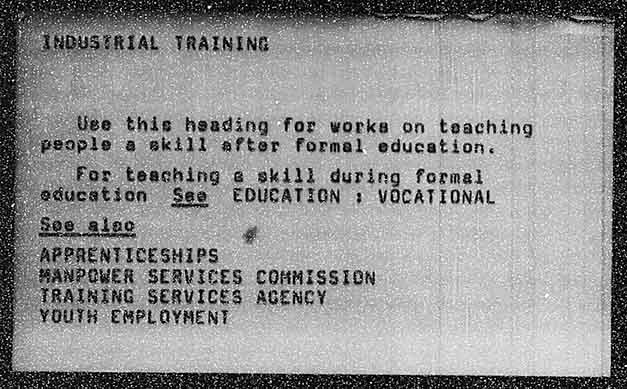 INDUSTRIAL TRAINING
Use this heading for works on teaching
people a skill after formal education.
For teaching a skill during formal
education See EDUCATION : VOCATIONAL
See also
APPRENTICESHIPS
MANPOWER SERVICES COMMISSION
TRAINING SERVICES AGENCY
YOUTH EMPLOYMENT